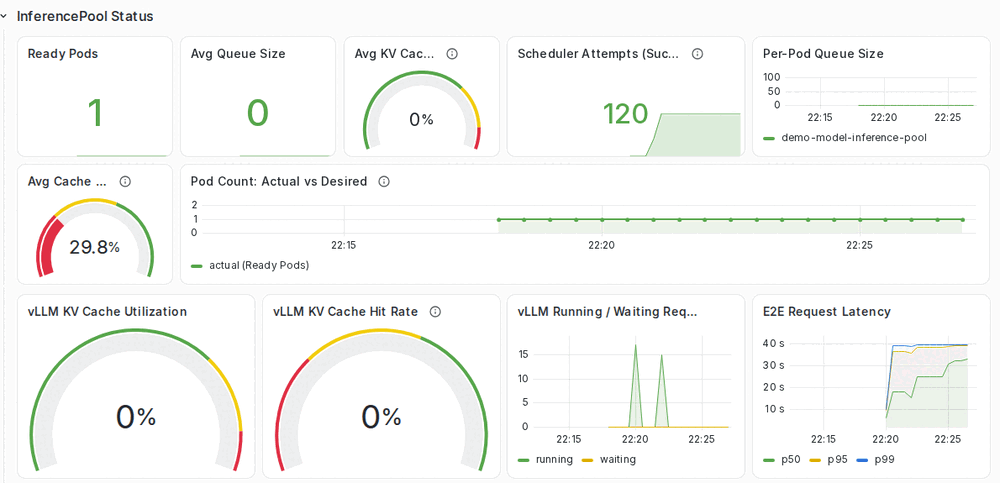 InferencePool Status
Ready Pods
1
Avg Queue Size
0
Avg KV Cac...
0%
Scheduler Attempts (Suc...
120
Per-Pod Queue Size
100
50
0
22:15 22:20 22:25
demo-model-inference-pool
Avg Cache ...
29.8%
Pod Count: Actual vs Desired
2
1
0
22:15 22:20 22:25
actual (Ready Pods)
vLLM KV Cache Utilization
0%
vLLM KV Cache Hit Rate
0%
vLLM Running / Waiting Req...
15
10
5
0
22:15 22:20 22:25
running waiting
E2E Request Latency
40 s
30 s
20 s
10 s
22:15 22:20 22:25
p50 p95 p99